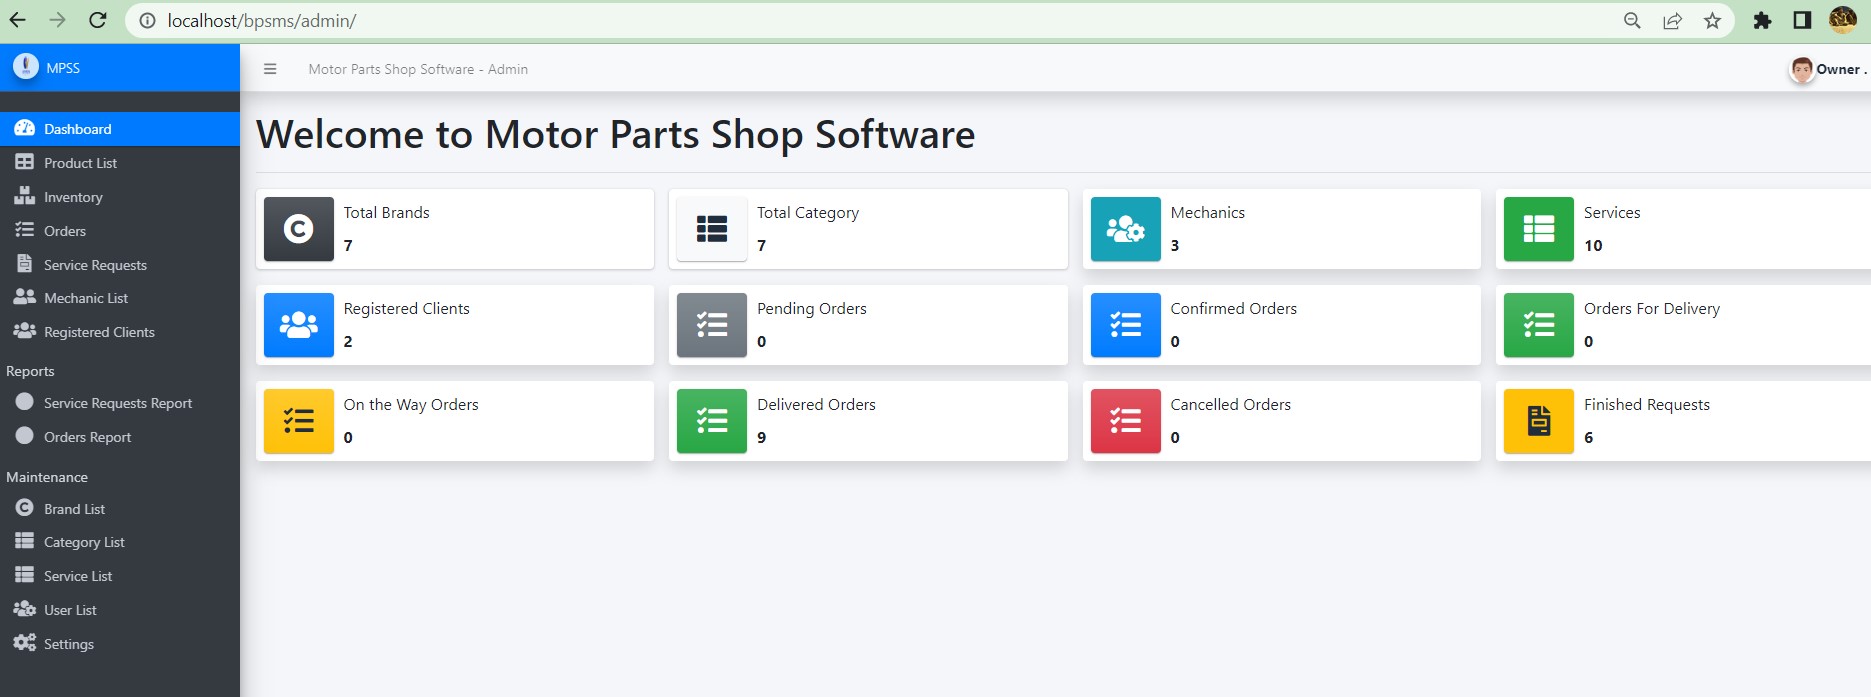 localhost/bpsms/admin/
MPSS
Motor Parts Shop Software - Admin
Owner .
Dashboard
Product List
Inventory
Orders
Service Requests
Mechanic List
Registered Clients
Reports
Service Requests Report
Orders Report
Maintenance
Brand List
Category List
Service List
User List
Settings
Welcome to Motor Parts Shop Software
Total Brands
7
Total Category
7
Mechanics
3
Services
10
Registered Clients
2
Pending Orders
0
Confirmed Orders
0
Orders For Delivery
0
On the Way Orders
0
Delivered Orders
9
Cancelled Orders
0
Finished Requests
6